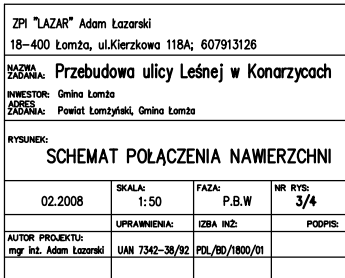 ZPI "LAZAR" Adam Łazarski
18-400 Łomża, ul.Kierzkowa 118A; 607913126
NAZWA ZADANIA: Przebudowa ulicy Leśnej w Konarzycach
INWESTOR: Gmina Łomża
ADRES ZADANIA: Powiat Łomżyński, Gmina Łomża
RYSUNEK:
SCHEMAT POŁĄCZENIA NAWIERZCHNI
SKALA: FAZA: NR RYS:
02.2008 1:50 P.B.W 3/4
UPRAWNIENIA: IZBA INŻ: PODPIS:
AUTOR PROJEKTU:
mgr inż. Adam Łazarski UAN 7342-38/92 PDL/BD/1800/01